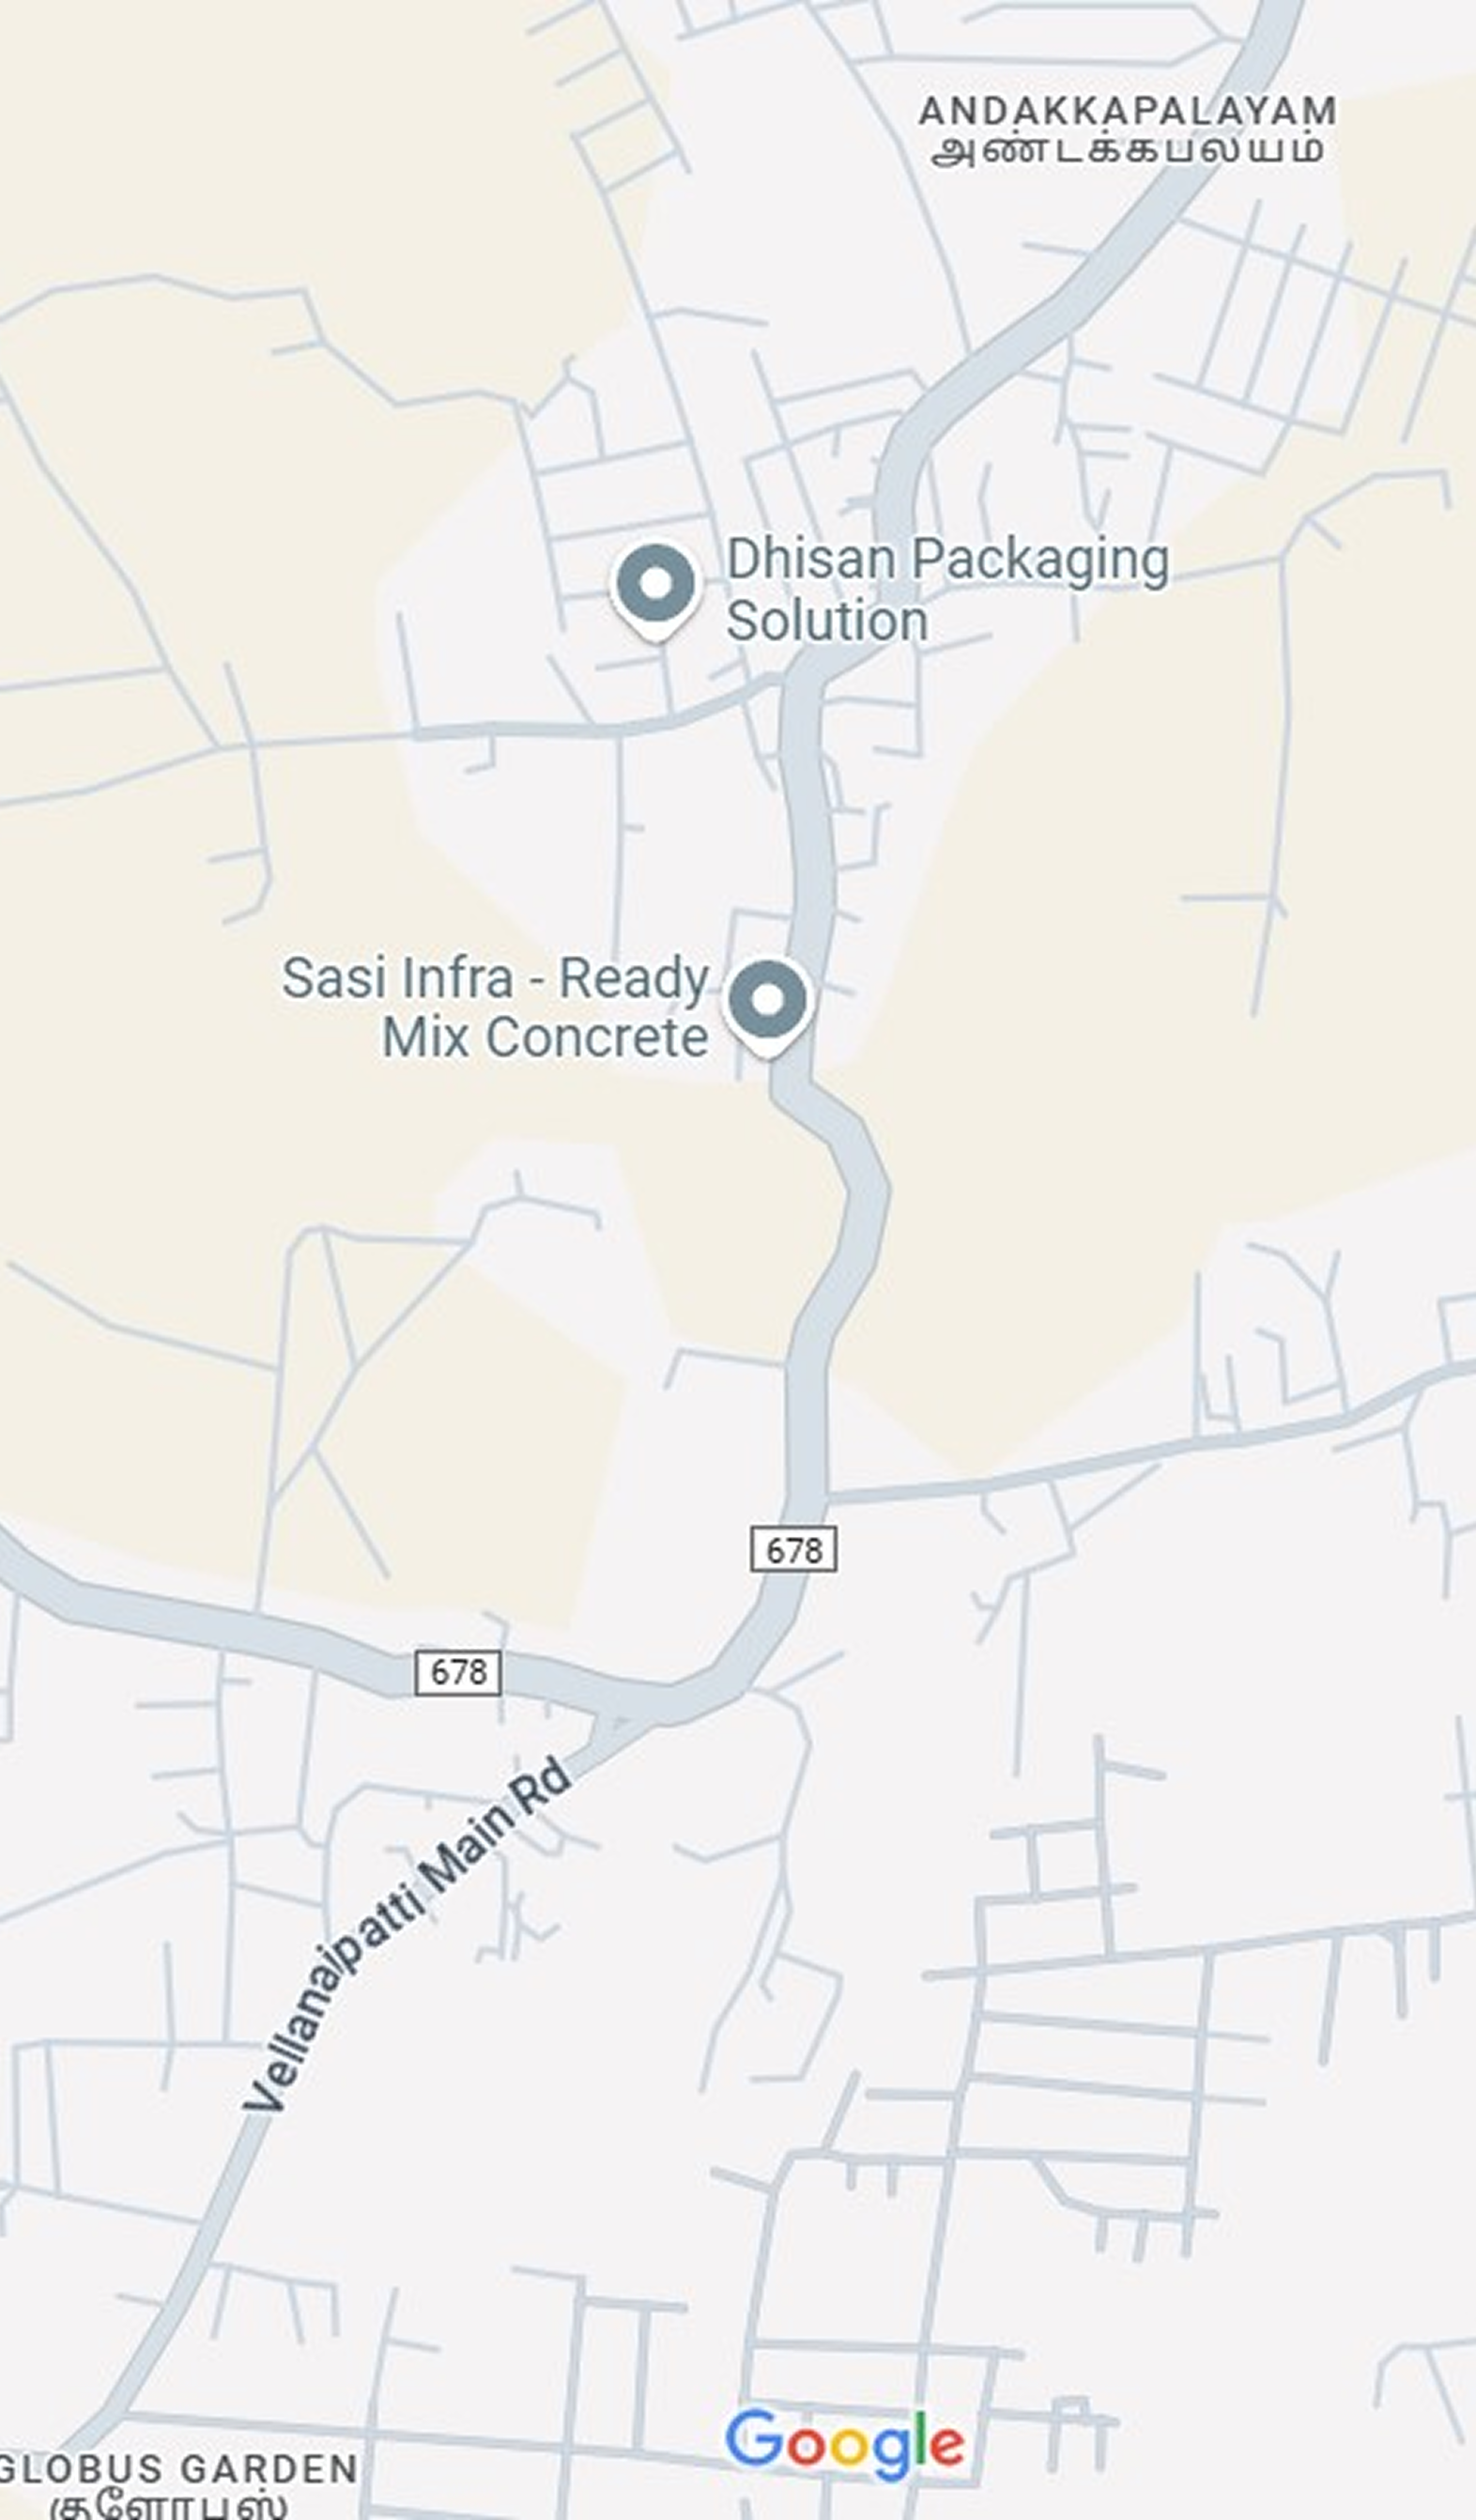 ANDAKKAPALAYAM
அண்டக்கபலயம்
Dhisan Packaging
Solution
Sasi Infra - Ready
Mix Concrete
678
678
Vellanaipatti Main Rd
Google
GLOBUS GARDEN
குளோபஸ்